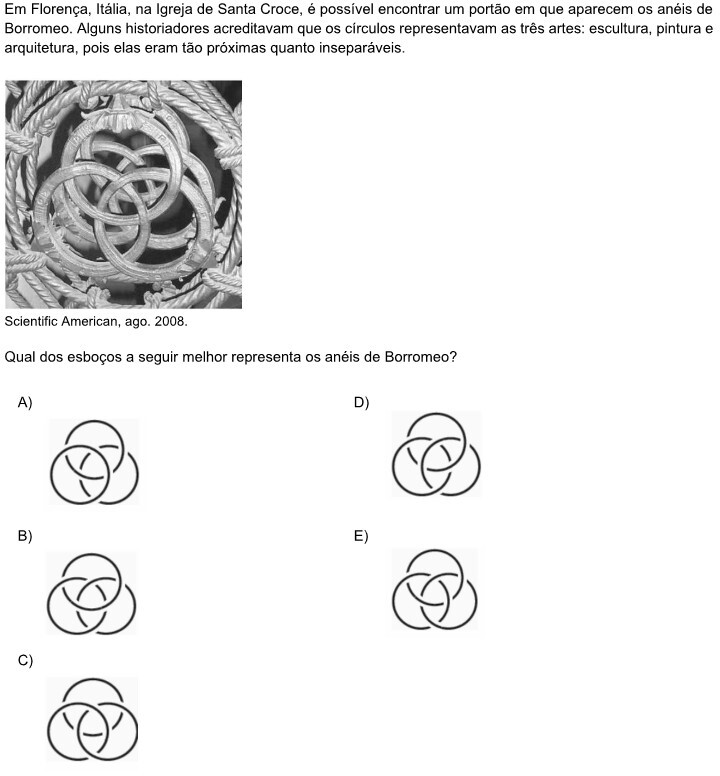 Em Florença, Itália, na Igreja de Santa Croce, é possível encontrar um portão em que aparecem os anéis de
Borromeo. Alguns historiadores acreditavam que os círculos representavam as três artes: escultura, pintura e
arquitetura, pois elas eram tão próximas quanto inseparáveis.
Scientific American, ago. 2008.
Qual dos esboços a seguir melhor representa os anéis de Borromeo?
A)
B)
C)
D)
E)